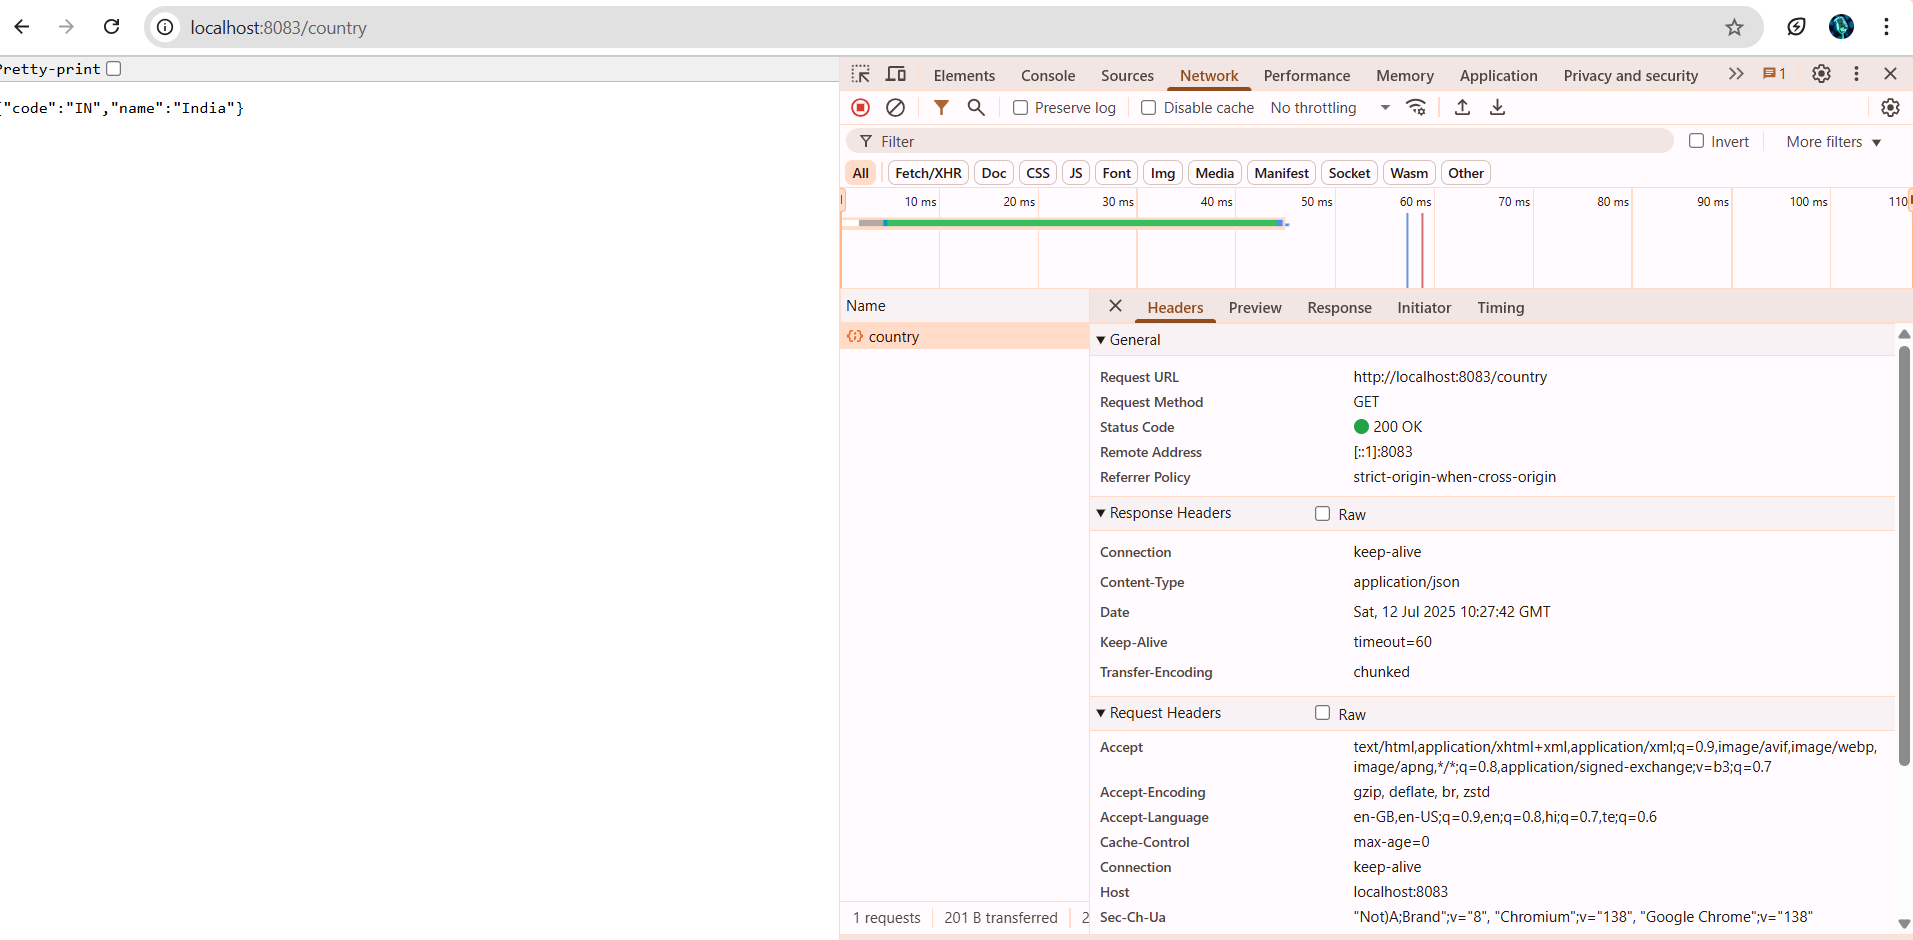 localhost:8083/country
Pretty-print
{"code":"IN","name":"India"}
Elements Console Sources Network Performance Memory Application Privacy and security 1
Preserve log Disable cache No throttling
Filter Invert More filters
All Fetch/XHR Doc CSS JS Font Img Media Manifest Socket Wasm Other
10 ms 20 ms 30 ms 40 ms 50 ms 60 ms 70 ms 80 ms 90 ms 100 ms 110
Name
country
Headers Preview Response Initiator Timing
General
Request URL http://localhost:8083/country
Request Method GET
Status Code 200 OK
Remote Address [::1]:8083
Referrer Policy strict-origin-when-cross-origin
Response Headers Raw
Connection keep-alive
Content-Type application/json
Date Sat, 12 Jul 2025 10:27:42 GMT
Keep-Alive timeout=60
Transfer-Encoding chunked
Request Headers Raw
Accept text/html,application/xhtml+xml,application/xml;q=0.9,image/avif,image/webp,
image/apng,*/*;q=0.8,application/signed-exchange;v=b3;q=0.7
Accept-Encoding gzip, deflate, br, zstd
Accept-Language en-GB,en-US;q=0.9,en;q=0.8,hi;q=0.7,te;q=0.6
Cache-Control max-age=0
Connection keep-alive
Host localhost:8083
Sec-Ch-Ua "Not)A;Brand";v="8", "Chromium";v="138", "Google Chrome";v="138"
1 requests 201 B transferred 2